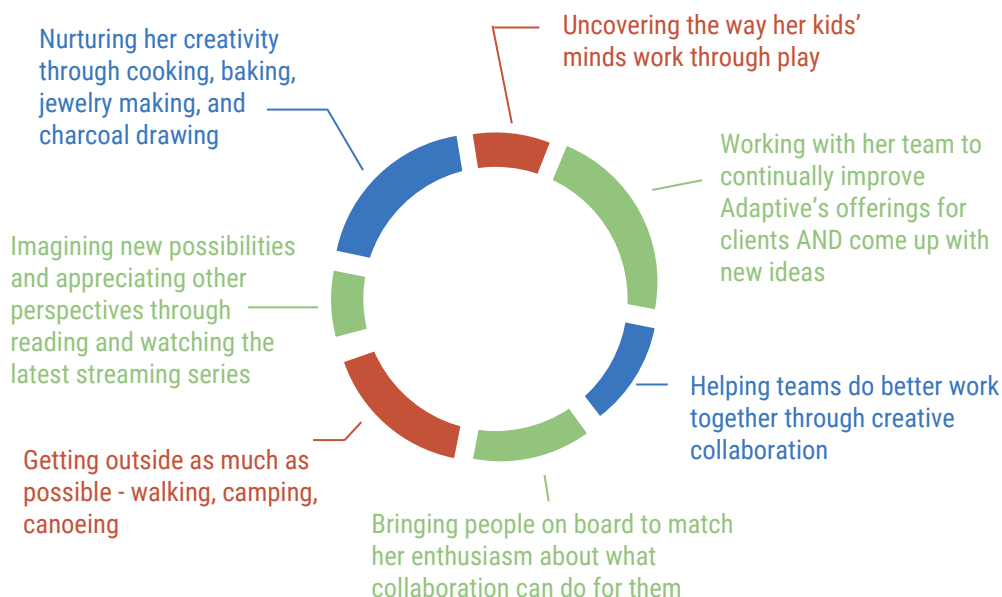 Nurturing her creativity
through cooking, baking,
jewelry making, and
charcoal drawing
Uncovering the way her kids’
minds work through play
Working with her team to
continually improve
Adaptive’s offerings for
clients AND come up with
new ideas
Imagining new possibilities
and appreciating other
perspectives through
reading and watching the
latest streaming series
Helping teams do better work
together through creative
collaboration
Getting outside as much as
possible - walking, camping,
canoeing
Bringing people on board to match
her enthusiasm about what
collaboration can do for them